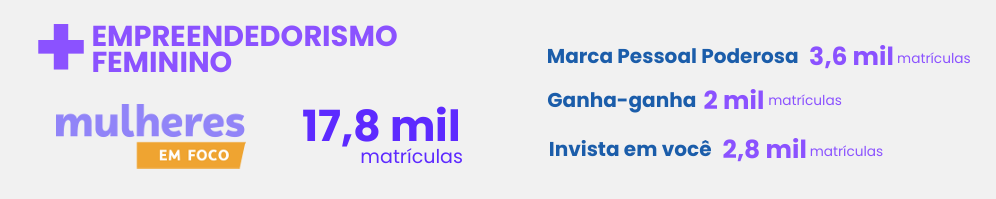 EMPREENDEDORISMO
FEMININO
mulheres
EM FOCO
17,8 mil
matrículas
Marca Pessoal Poderosa 3,6 mil matrículas
Ganha-ganha 2 mil matrículas
Invista em você 2,8 mil matrículas